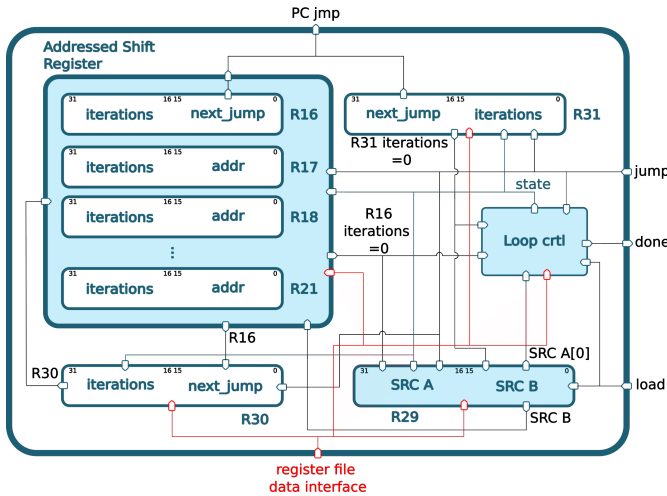 PC jmp
Addressed Shift
Register
31 16 15 0
iterations next_jump R16
31 16 15 0
next_jump iterations R31
R31 iterations
=0
31 16 15 0
iterations addr R17
jump
state
31 16 15 0
iterations addr R18
R16
iterations
=0
Loop crtl
done
...
31 16 15 0
iterations addr R21
R16
SRC A[0]
R30
31 16 15 0
iterations next_jump
R30
31 16 15 0
SRC A SRC B
load
R29
SRC B
register file
data interface